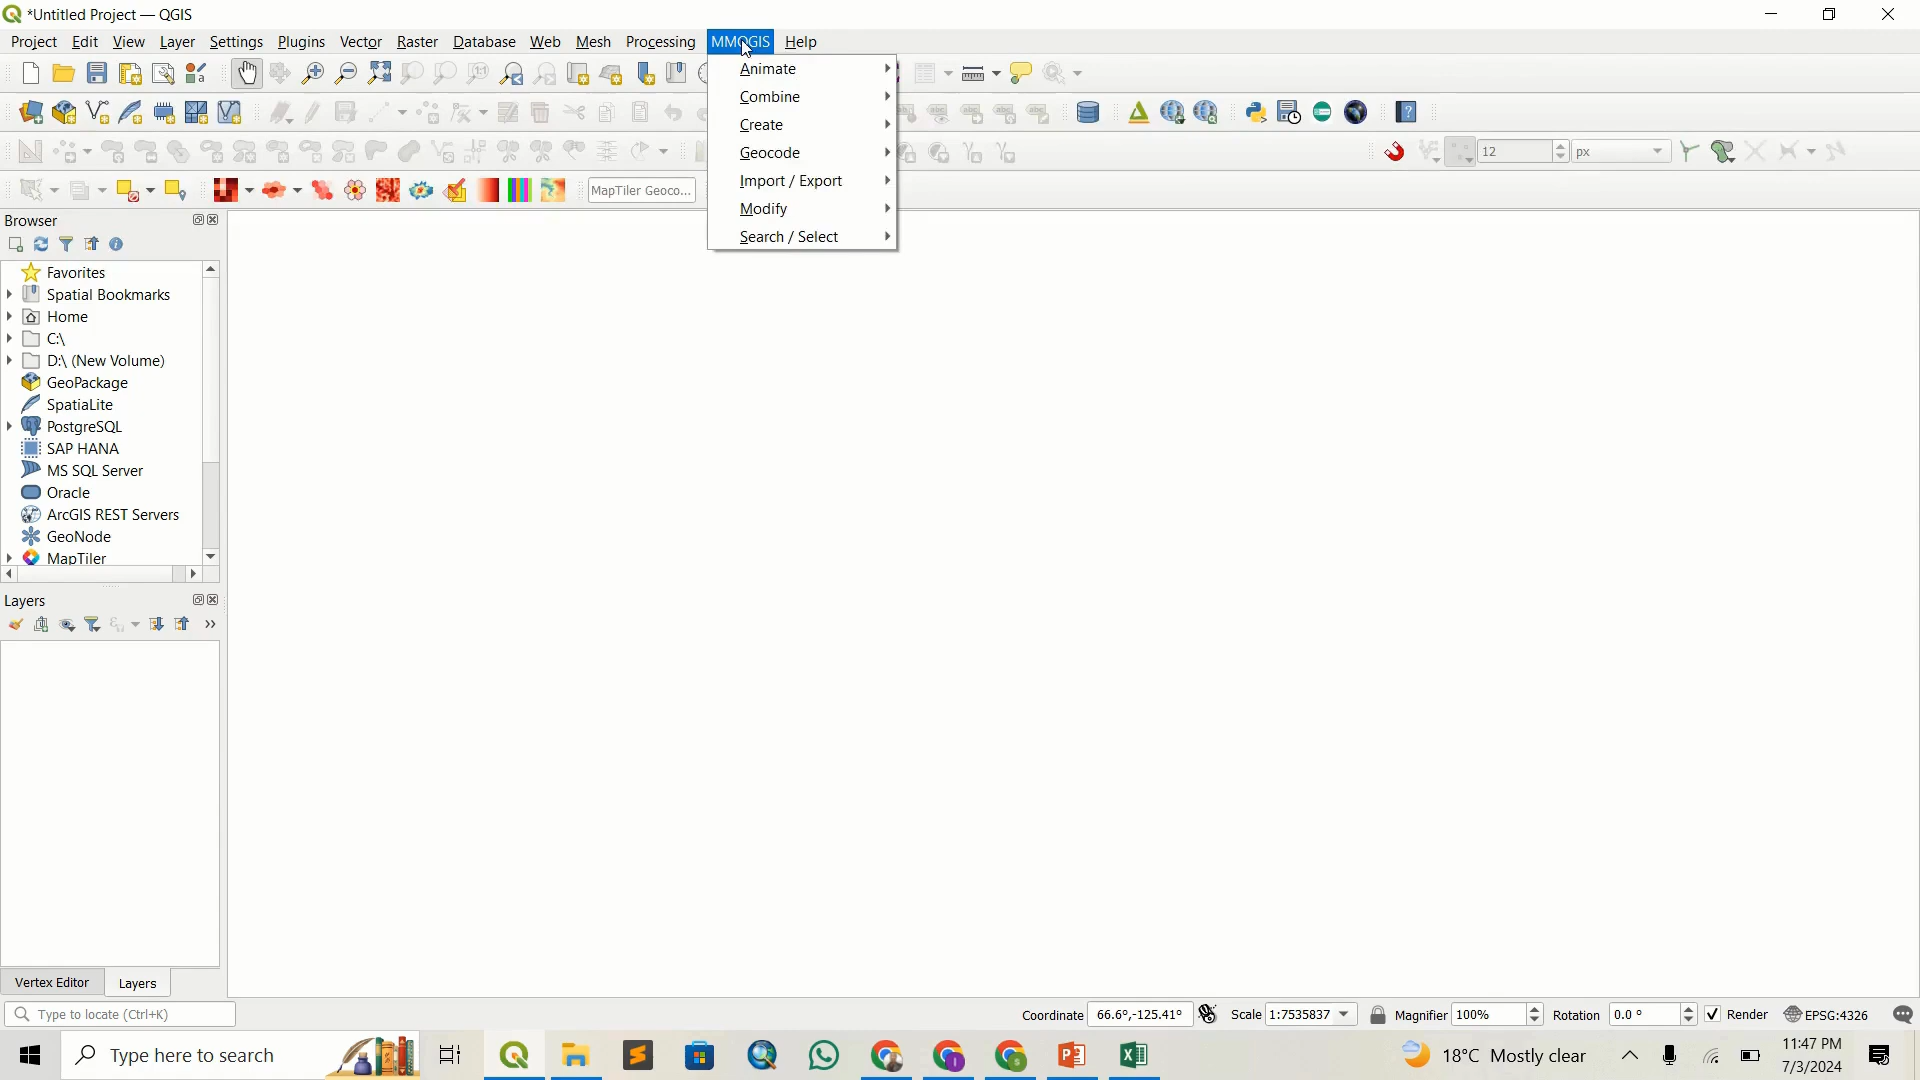 *Untitled Project — QGIS
Project Edit View Layer Settings Plugins Vector Raster Database Web Mesh Processing MMQGIS Help
Animate
Combine
Create
Geocode
Import / Export
Modify
Search / Select
12 px
MapTiler Geoco...
Browser
Favorites
Spatial Bookmarks
Home
C:\
D:\ (New Volume)
GeoPackage
SpatiaLite
PostgreSQL
SAP HANA
MS SQL Server
Oracle
ArcGIS REST Servers
GeoNode
MapTiler
Layers
Vertex Editor Layers
Type to locate (Ctrl+K) Coordinate 66.6°,-125.41° Scale 1:7535837 Magnifier 100% Rotation 0.0 ° Render EPSG:4326
Type here to search 18°C Mostly clear 11:47 PM
7/3/2024